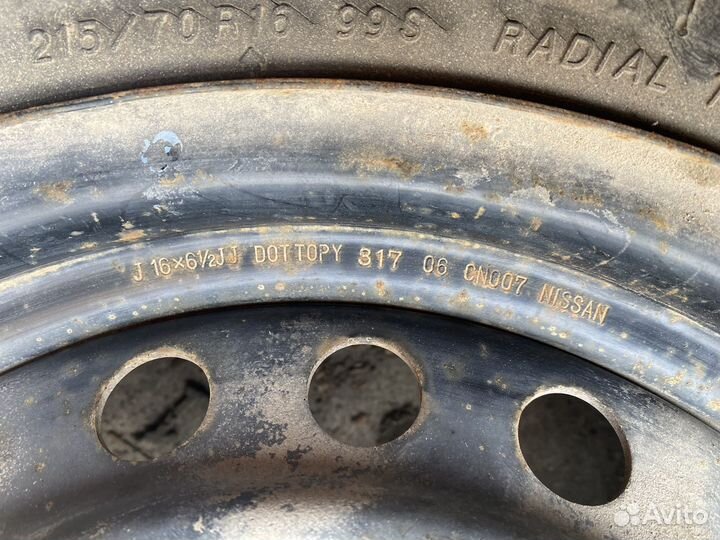 215/70 R16 99S RADIAL
J 16×6½JJ DOTTOPY 317 06 CN007 NISSAN
Avito